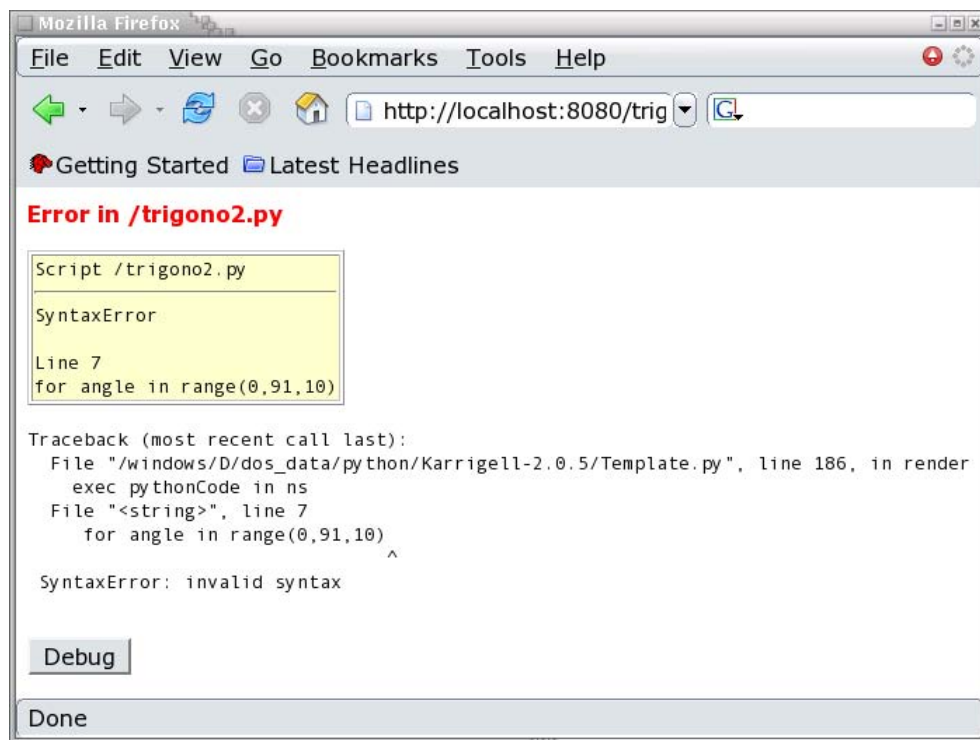 Mozilla Firefox
File Edit View Go Bookmarks Tools Help
http://localhost:8080/trig G
Getting Started Latest Headlines
Error in /trigono2.py
Script /trigono2.py
SyntaxError
Line 7
for angle in range(0,91,10)
Traceback (most recent call last):
  File "/windows/D/dos_data/python/Karrigell-2.0.5/Template.py", line 186, in render
    exec pythonCode in ns
  File "<string>", line 7
     for angle in range(0,91,10)
                               ^
 SyntaxError: invalid syntax
Debug
Done